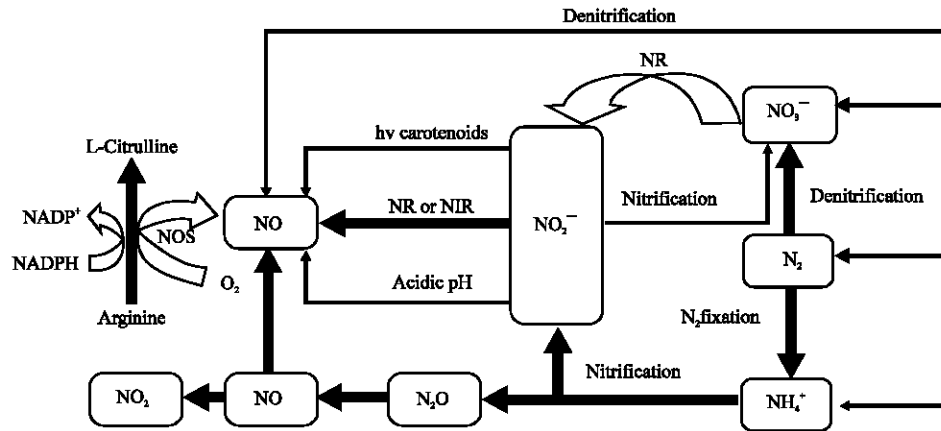 Denitrification
NR
NO₃⁻
hv carotenoids
L-Citrulline
NADP⁺
NOS
NO
NR or NIR
NO₂⁻
Nitrification
Denitrification
NADPH
O₂
Acidic pH
N₂
Arginine
N₂fixation
Nitrification
NO₂
NO
N₂O
NH₄⁺